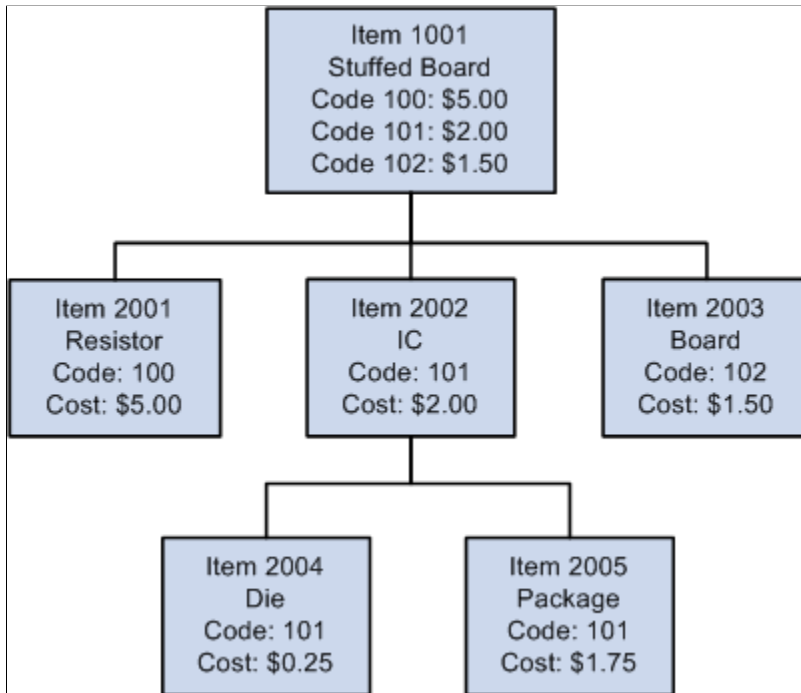 Item 1001
Stuffed Board
Code 100: $5.00
Code 101: $2.00
Code 102: $1.50
Item 2001
Resistor
Code: 100
Cost: $5.00
Item 2002
IC
Code: 101
Cost: $2.00
Item 2003
Board
Code: 102
Cost: $1.50
Item 2004
Die
Code: 101
Cost: $0.25
Item 2005
Package
Code: 101
Cost: $1.75